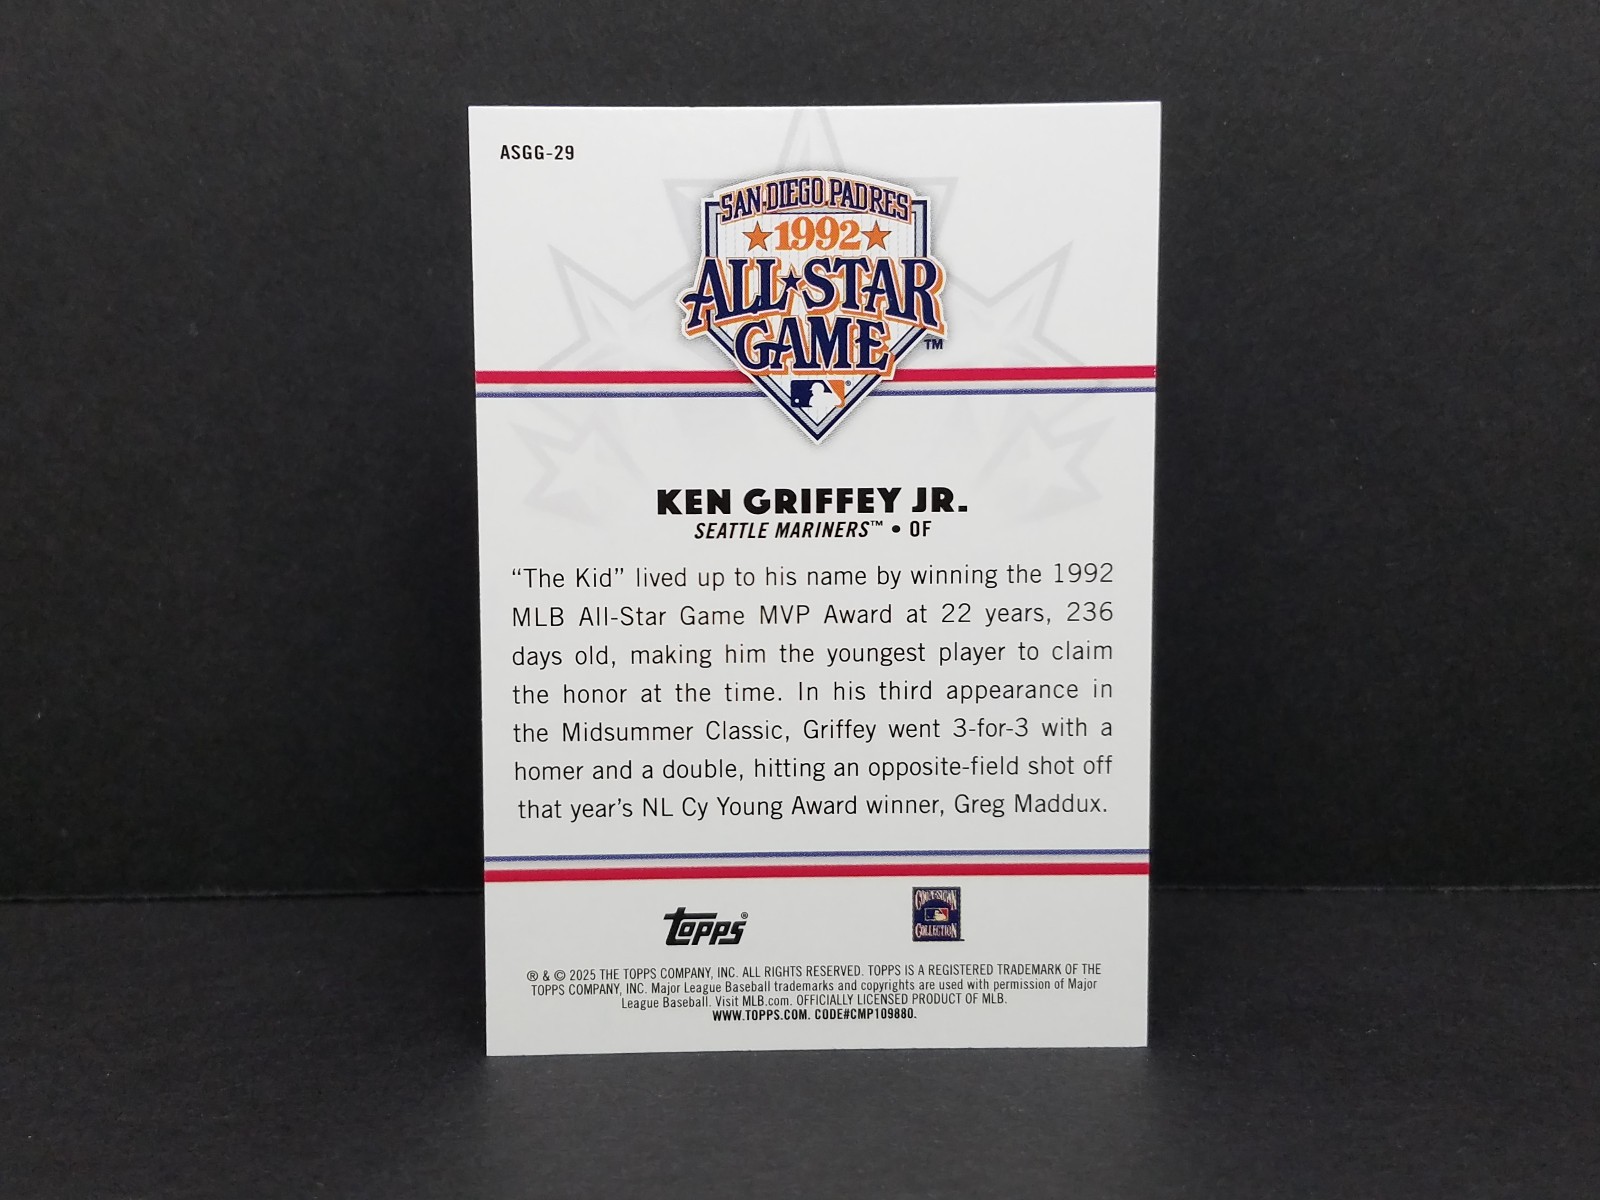 ASGG-29
SAN DIEGO PADRES
1992
ALL★STAR
GAME
™
®
KEN GRIFFEY JR.
SEATTLE MARINERS™ • OF
“The Kid” lived up to his name by winning the 1992
MLB All-Star Game MVP Award at 22 years, 236
days old, making him the youngest player to claim
the honor at the time. In his third appearance in
the Midsummer Classic, Griffey went 3-for-3 with a
homer and a double, hitting an opposite-field shot off
that year’s NL Cy Young Award winner, Greg Maddux.
Topps®
COOPERSTOWN
COLLECTION
® & © 2025 THE TOPPS COMPANY, INC. ALL RIGHTS RESERVED. TOPPS IS A REGISTERED TRADEMARK OF THE
TOPPS COMPANY, INC. Major League Baseball trademarks and copyrights are used with permission of Major
League Baseball. Visit MLB.com. OFFICIALLY LICENSED PRODUCT OF MLB.
WWW.TOPPS.COM. CODE#CMP109880.